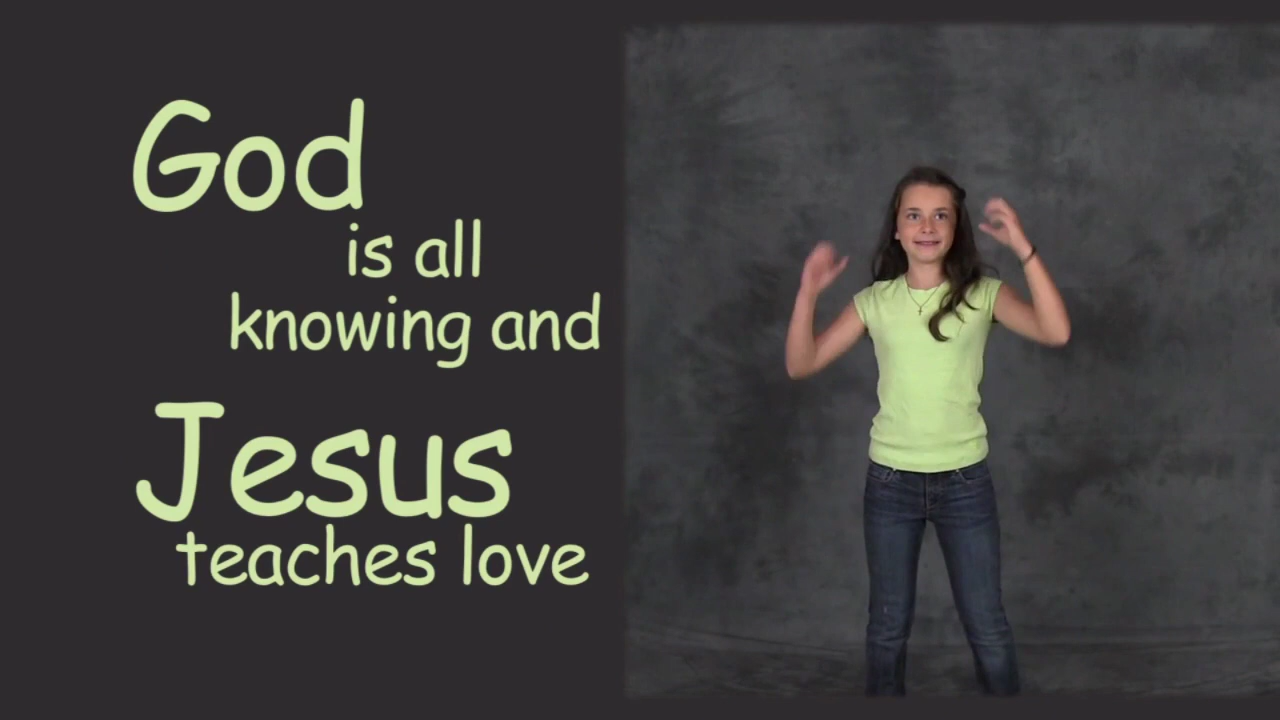 God
is all
knowing and
Jesus
teaches love